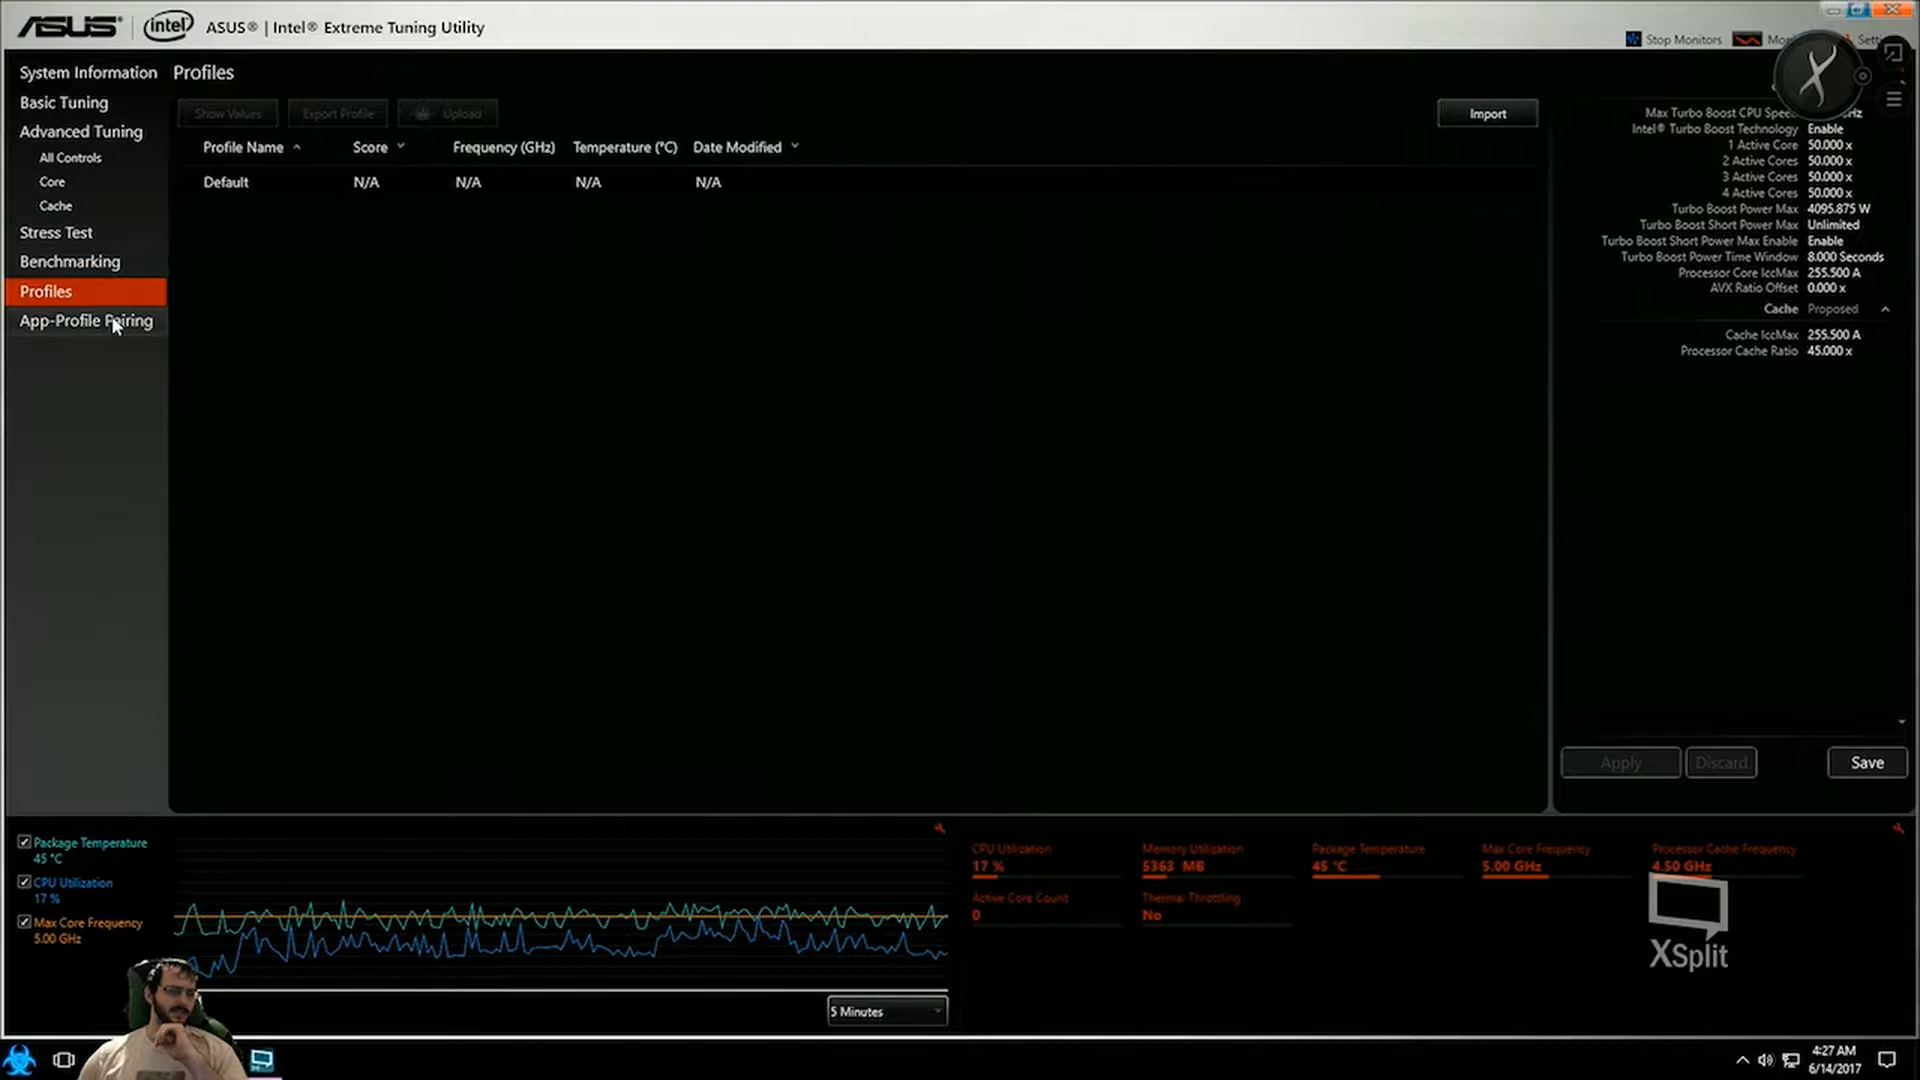 ASUS intel ASUS® | Intel® Extreme Tuning Utility
Stop Monitors
System Information
Basic Tuning
Advanced Tuning
All Controls
Core
Cache
Stress Test
Benchmarking
Profiles
App-Profile Pairing
Profiles
Show Values Export Profile Upload Import
Profile Name Score Frequency (GHz) Temperature (°C) Date Modified
Default N/A N/A N/A N/A
Max Turbo Boost CPU Speed
Intel® Turbo Boost Technology Enable
1 Active Core 50.000 x
2 Active Cores 50.000 x
3 Active Cores 50.000 x
4 Active Cores 50.000 x
Turbo Boost Power Max 4095.875 W
Turbo Boost Short Power Max Unlimited
Turbo Boost Short Power Max Enable Enable
Turbo Boost Power Time Window 8.000 Seconds
Processor Core IccMax 255.500 A
AVX Ratio Offset 0.000 x
Cache Proposed
Cache IccMax 255.500 A
Processor Cache Ratio 45.000 x
Apply Discard Save
Package Temperature
45 °C
CPU Utilization
17 %
Max Core Frequency
5.00 GHz
5 Minutes
CPU Utilization
17 %
Memory Utilization
5363 MB
Package Temperature
45 °C
Max Core Frequency
5.00 GHz
Processor Cache Frequency
4.50 GHz
Active Core Count
0
Thermal Throttling
No
XSplit
4:27 AM
6/14/2017